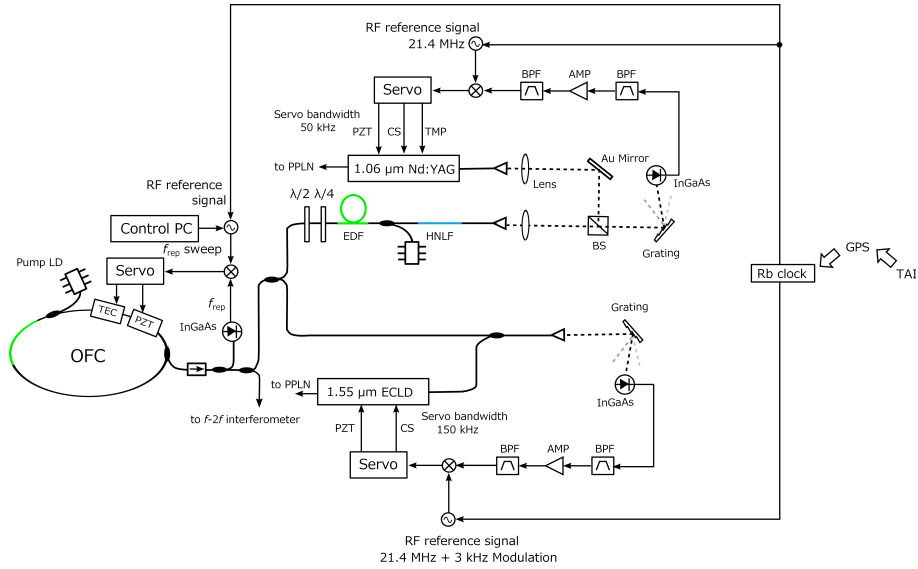 RF reference signal
21.4 MHz
BPF
AMP
BPF
Servo
Servo bandwidth
50 kHz
PZT
CS
TMP
to PPLN
1.06 µm Nd:YAG
Lens
Au Mirror
InGaAs
RF reference
signal
λ/2 λ/4
EDF
HNLF
BS
Grating
Control PC
frep sweep
Servo
Pump LD
TEC
PZT
frep
InGaAs
OFC
Rb clock
GPS
TAI
Grating
to PPLN
1.55 µm ECLD
InGaAs
to f-2f interferometer
PZT
CS
Servo bandwidth
150 kHz
BPF
AMP
BPF
Servo
RF reference signal
21.4 MHz + 3 kHz Modulation